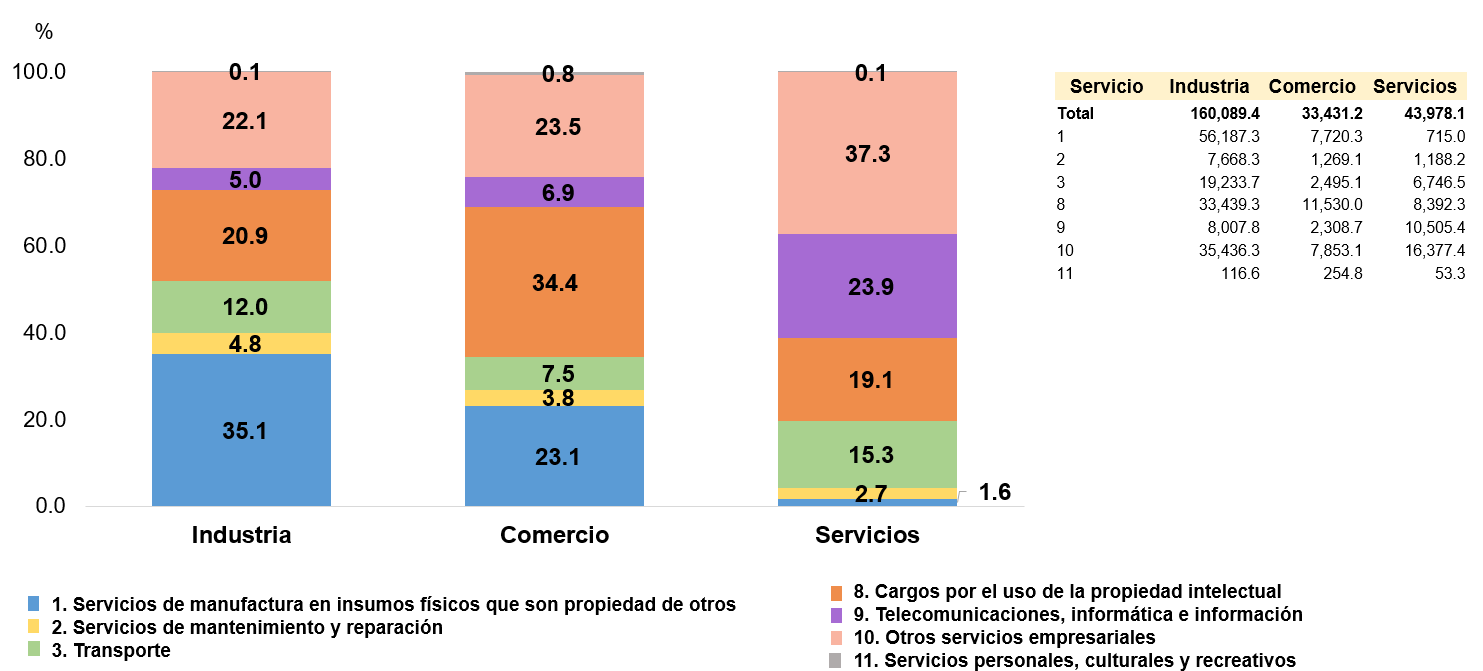 %
100.0
80.0
60.0
40.0
20.0
0.0
0.1
22.1
5.0
20.9
12.0
4.8
35.1
Industria
0.8
23.5
6.9
34.4
7.5
3.8
23.1
Comercio
0.1
37.3
23.9
19.1
15.3
2.7
1.6
Servicios
Servicio Industria Comercio Servicios
Total 160,089.4 33,431.2 43,978.1
1 56,187.3 7,720.3 715.0
2 7,668.3 1,269.1 1,188.2
3 19,233.7 2,495.1 6,746.5
8 33,439.3 11,530.0 8,392.3
9 8,007.8 2,308.7 10,505.4
10 35,436.3 7,853.1 16,377.4
11 116.6 254.8 53.3
1. Servicios de manufactura en insumos físicos que son propiedad de otros
2. Servicios de mantenimiento y reparación
3. Transporte
8. Cargos por el uso de la propiedad intelectual
9. Telecomunicaciones, informática e información
10. Otros servicios empresariales
11. Servicios personales, culturales y recreativos